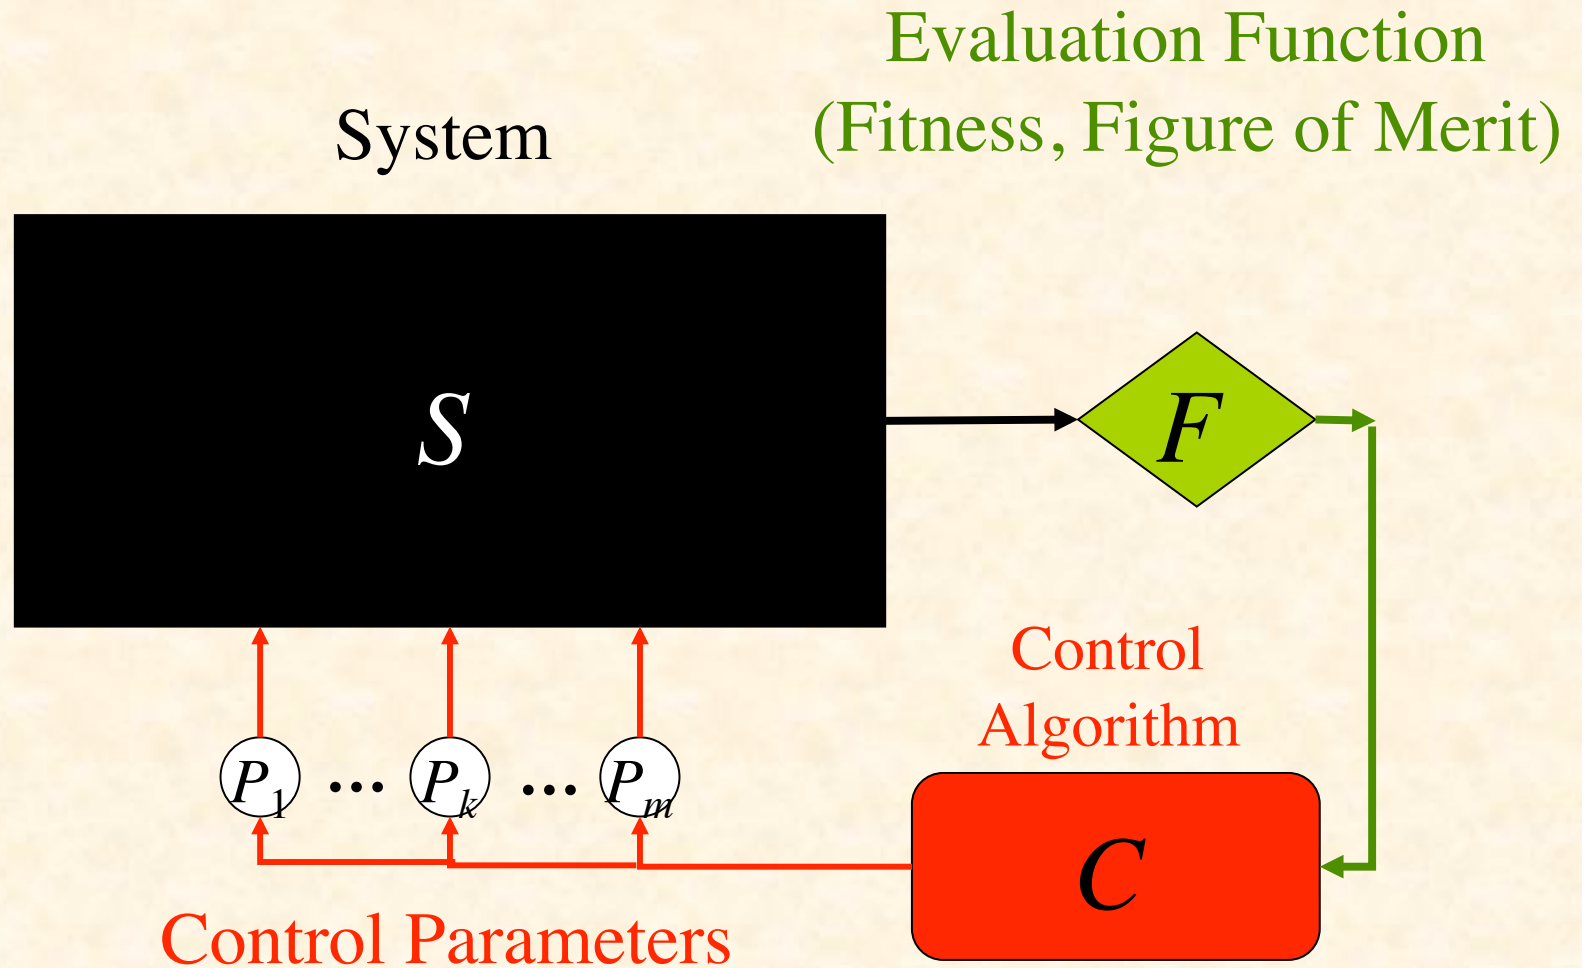 Evaluation Function
(Fitness, Figure of Merit)
System
S
F
Control
Algorithm
P1 ... Pk ... Pm
C
Control Parameters